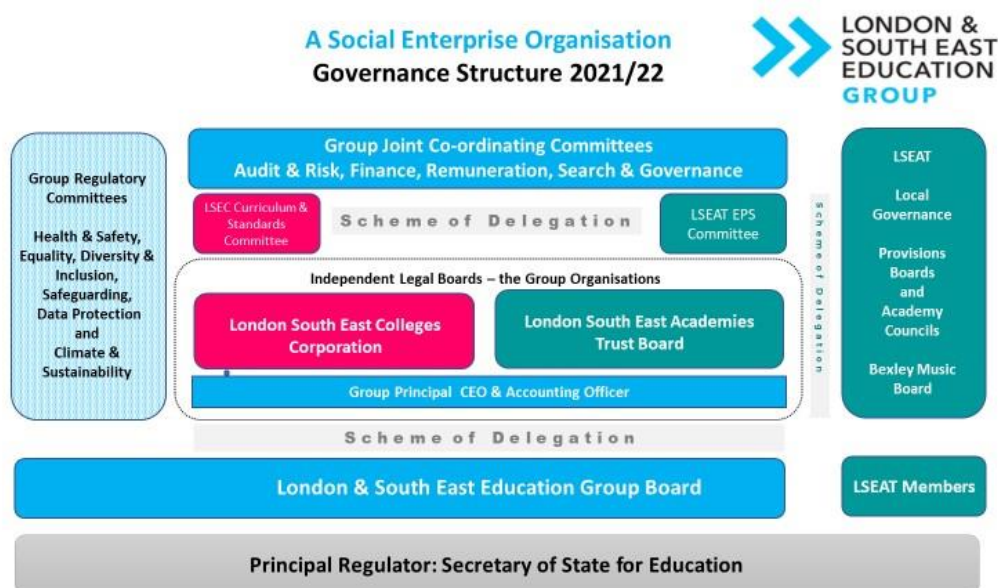 A Social Enterprise Organisation
Governance Structure 2021/22
LONDON &
SOUTH EAST
EDUCATION
GROUP
Group Regulatory
Committees
Health & Safety,
Equality, Diversity &
Inclusion,
Safeguarding,
Data Protection
and
Climate &
Sustainability
Group Joint Co-ordinating Committees
Audit & Risk, Finance, Remuneration, Search & Governance
LSEC Curriculum &
Standards
Committee
Scheme of Delegation
LSEAT EPS
Committee
Independent Legal Boards – the Group Organisations
London South East Colleges
Corporation
London South East Academies
Trust Board
Group Principal CEO & Accounting Officer
Scheme of Delegation
Scheme of Delegation
LSEAT
Local
Governance
Provisions
Boards
and
Academy
Councils
Bexley Music
Board
London & South East Education Group Board
LSEAT Members
Principal Regulator: Secretary of State for Education